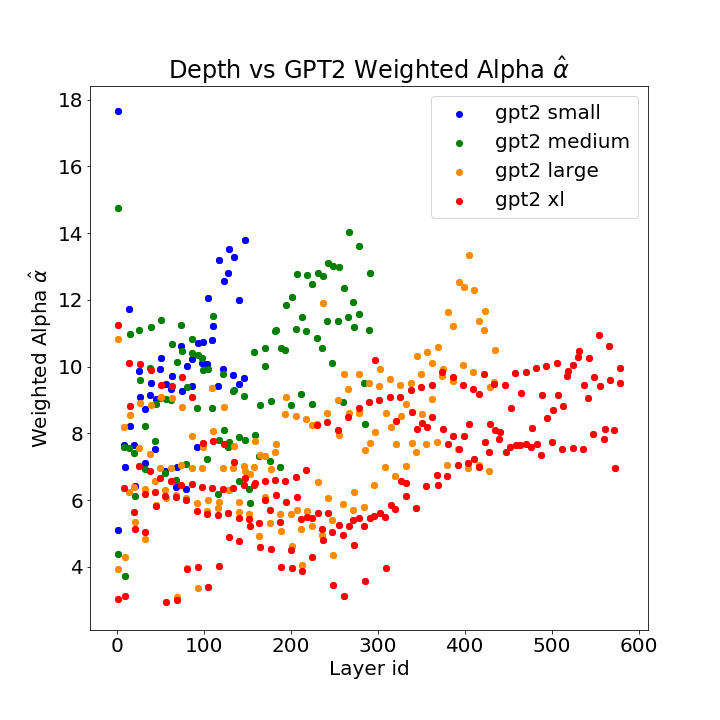 Depth vs GPT2 Weighted Alpha α̂
gpt2 small
gpt2 medium
gpt2 large
gpt2 xl
18
16
14
12
10
8
6
4
Weighted Alpha α̂
0 100 200 300 400 500 600
Layer id